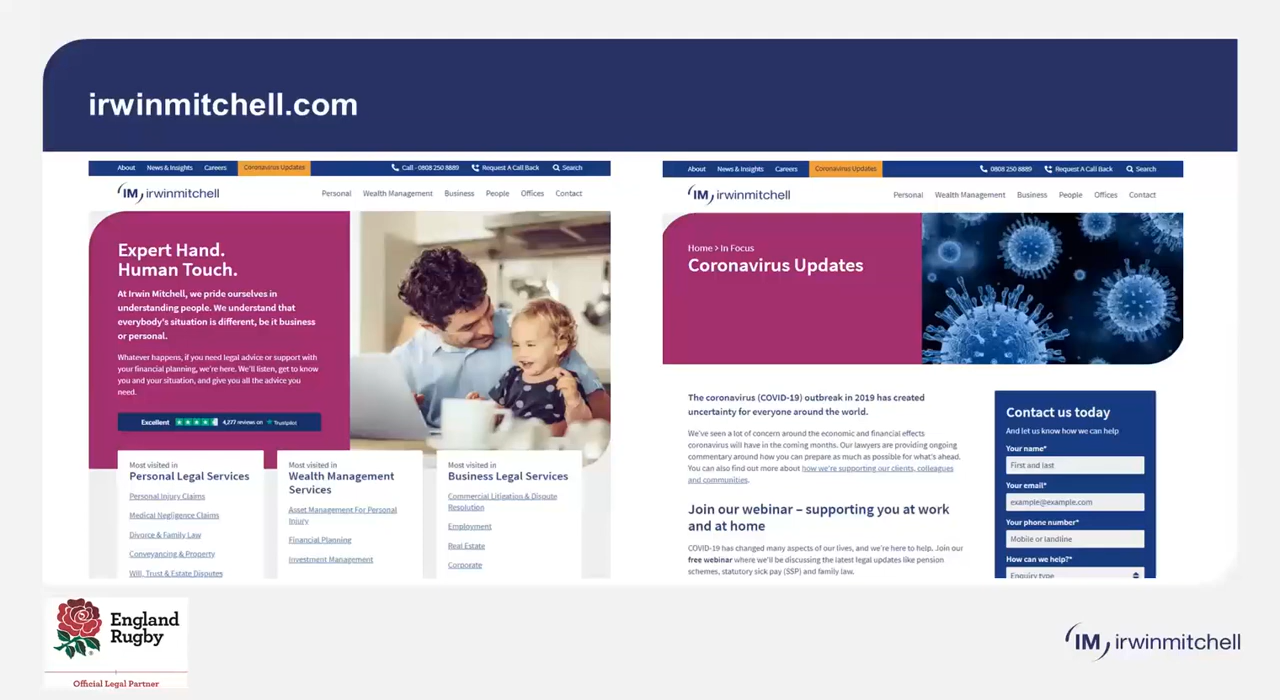 irwinmitchell.com
About News & Insights Careers Coronavirus Updates Call - 0808 250 8889 Request A Call Back Search
IM irwinmitchell
Personal Wealth Management Business People Offices Contact
Expert Hand.
Human Touch.
At Irwin Mitchell, we pride ourselves in
understanding people. We understand that
everybody's situation is different, be it business
or personal.
Whatever happens, if you need legal advice or support with
your financial planning, we're here. We'll listen, get to know
you and your situation, and give you all the advice you
need.
Excellent 4,277 reviews on Trustpilot
Most visited in
Personal Legal Services
Personal Injury Claims
Medical Negligence Claims
Divorce & Family Law
Conveyancing & Property
Will, Trust & Estate Disputes
Most visited in
Wealth Management
Services
Asset Management For Personal
Injury
Financial Planning
Investment Management
Most visited in
Business Legal Services
Commercial Litigation & Dispute
Resolution
Employment
Real Estate
Corporate
About News & Insights Careers Coronavirus Updates 0808 250 8889 Request A Call Back Search
IM irwinmitchell
Personal Wealth Management Business People Offices Contact
Home > In Focus
Coronavirus Updates
The coronavirus (COVID-19) outbreak in 2019 has created
uncertainty for everyone around the world.
We've seen a lot of concern around the economic and financial effects
coronavirus will have in the coming months. Our lawyers are providing ongoing
commentary around how you can prepare as much as possible for what's ahead.
You can also find out more about how we're supporting our clients, colleagues
and communities.
Join our webinar – supporting you at work
and at home
COVID-19 has changed many aspects of our lives, and we're here to help. Join our
free webinar where we'll be discussing the latest legal updates like pension
schemes, statutory sick pay (SSP) and family law.
Contact us today
And let us know how we can help
Your name*
First and last
Your email*
example@example.com
Your phone number*
Mobile or landline
How can we help?*
Enquiry type
England
Rugby
Official Legal Partner
IM irwinmitchell